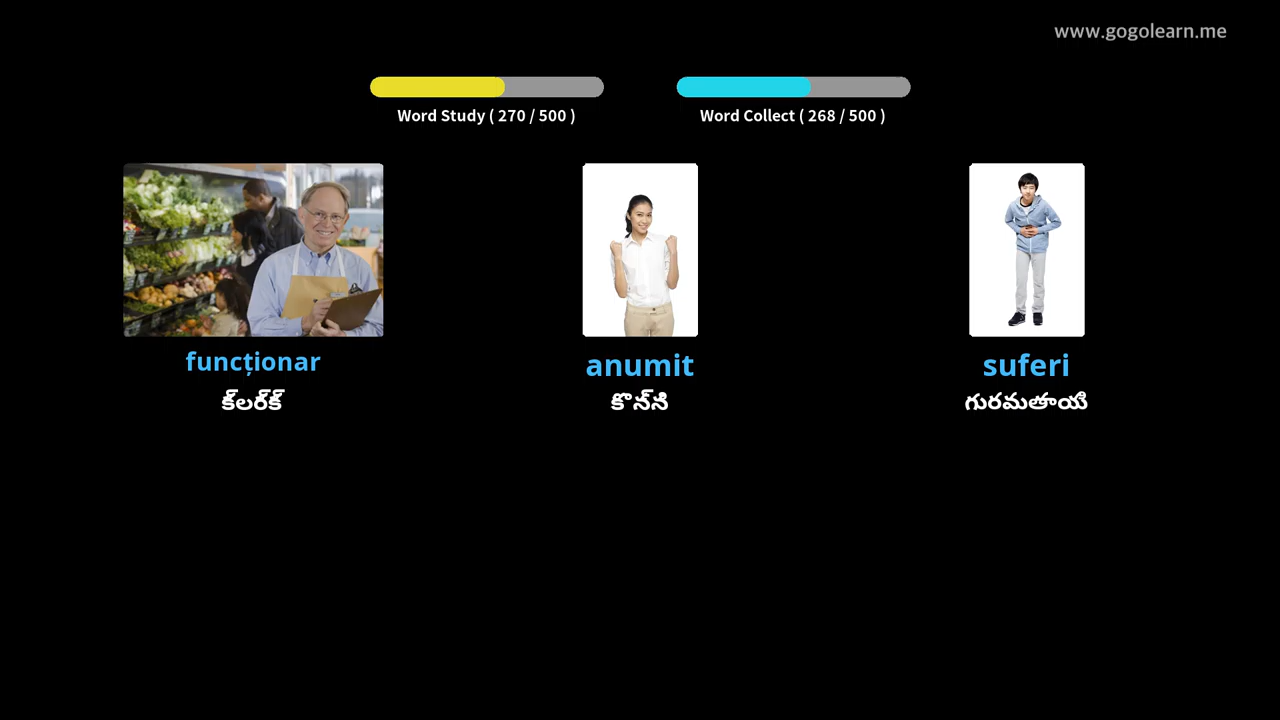 www.gogolearn.me
Word Study ( 270 / 500 )
Word Collect ( 268 / 500 )
funcționar
క్‌లర్‌క్
anumit
కొన్‌ని
suferi
గురమతాయి